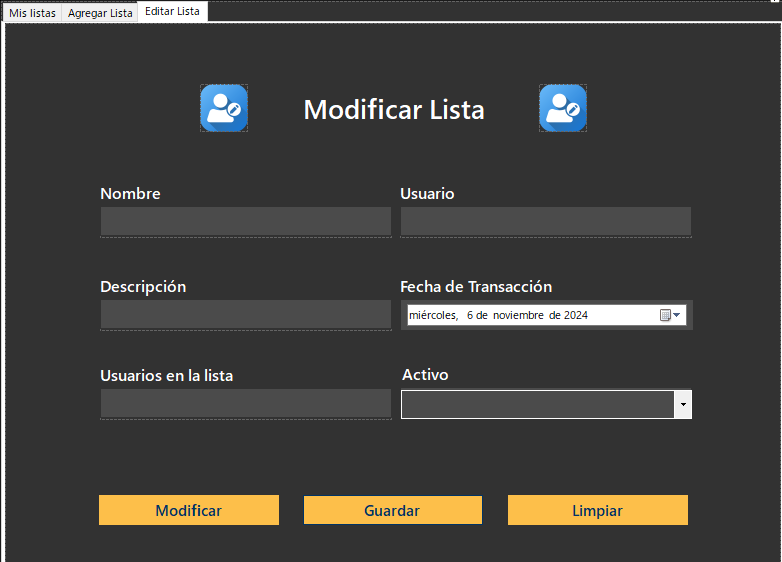 Mis listas Agregar Lista Editar Lista
Modificar Lista
Nombre Usuario
Descripción Fecha de Transacción
miércoles, 6 de noviembre de 2024
Usuarios en la lista Activo
Modificar Guardar Limpiar